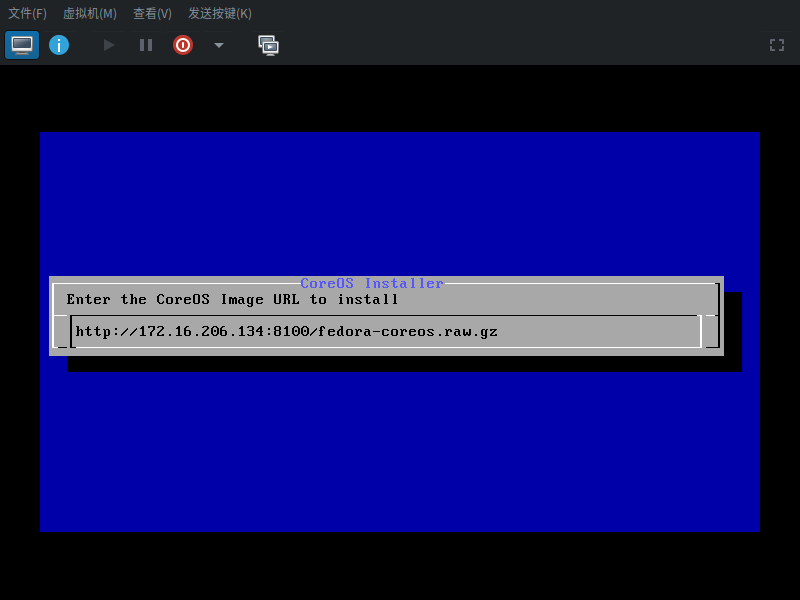 文件(F) 虚拟机(M) 查看(V) 发送按键(K)
CoreOS Installer
Enter the CoreOS Image URL to install
http://172.16.206.134:8100/fedora-coreos.raw.gz